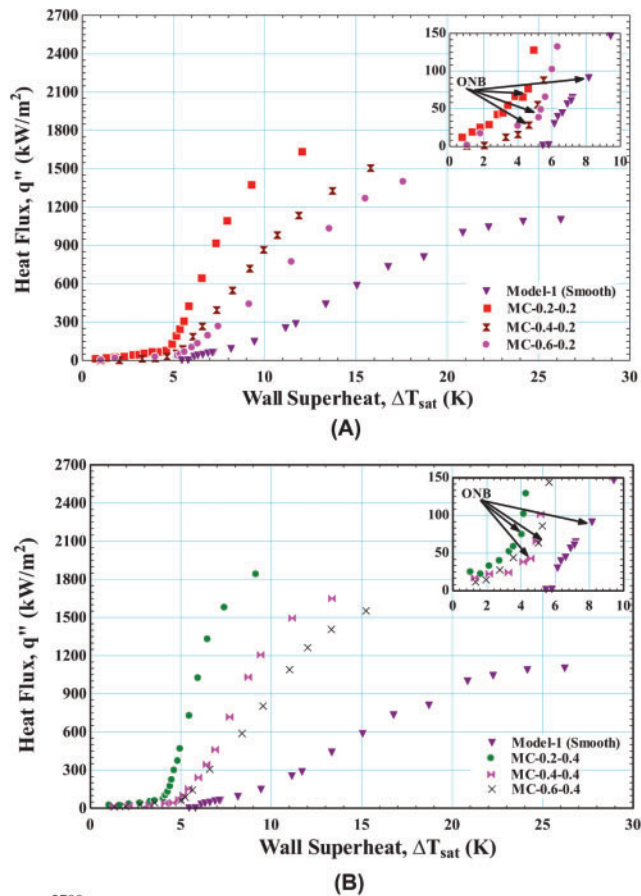 2700
2400
2100
1800
1500
1200
900
600
300
0
Heat Flux, q" (kW/m²)
150
100
50
0
ONB
0 2 4 6 8 10
Model-1 (Smooth)
MC-0.2-0.2
MC-0.4-0.2
MC-0.6-0.2
0 5 10 15 20 25 30
Wall Superheat, ΔTsat (K)
(A)
2700
2400
2100
1800
1500
1200
900
600
300
0
Heat Flux, q" (kW/m²)
150
100
50
0
ONB
0 2 4 6 8 10
Model-1 (Smooth)
MC-0.2-0.4
MC-0.4-0.4
MC-0.6-0.4
0 5 10 15 20 25 30
Wall Superheat, ΔTsat (K)
(B)